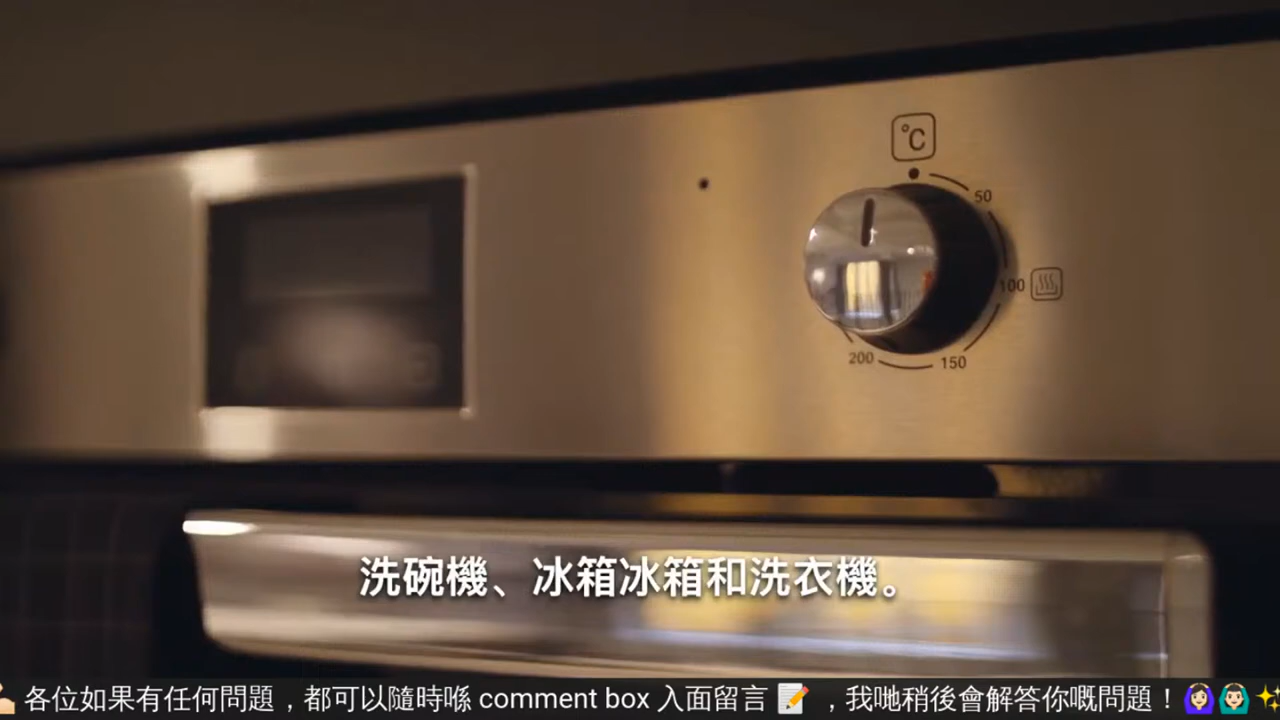 ℃
50
100
150
200
洗碗機、冰箱冰箱和洗衣機。
各位如果有任何問題，都可以隨時喺 comment box 入面留言 📝 ，我哋稍後會解答你嘅問題！🙆🏻‍♀️🙆🏻‍♂️✨